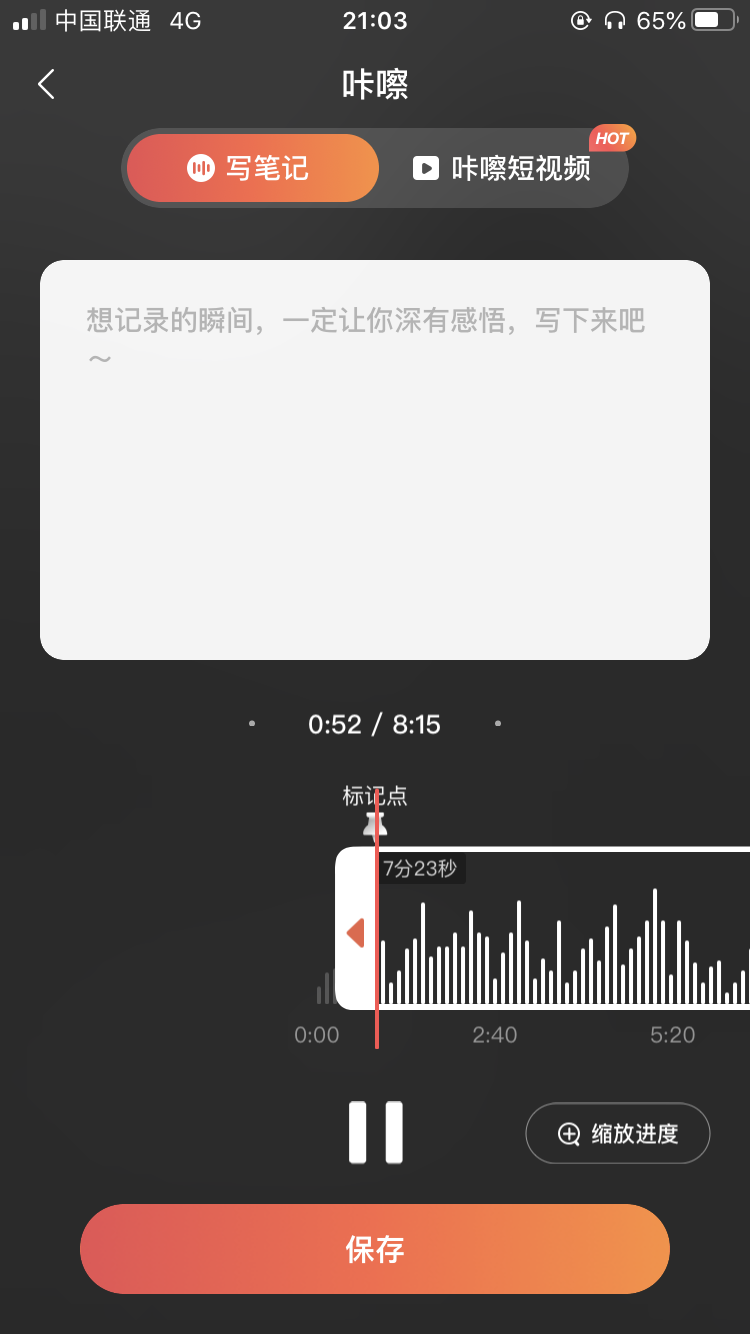 中国联通 4G 21:03 65%
咔嚓
HOT
写笔记 咔嚓短视频
想记录的瞬间，一定让你深有感悟，写下来吧
～
0:52 / 8:15
标记点
7分23秒
0:00 2:40 5:20
缩放进度
保存